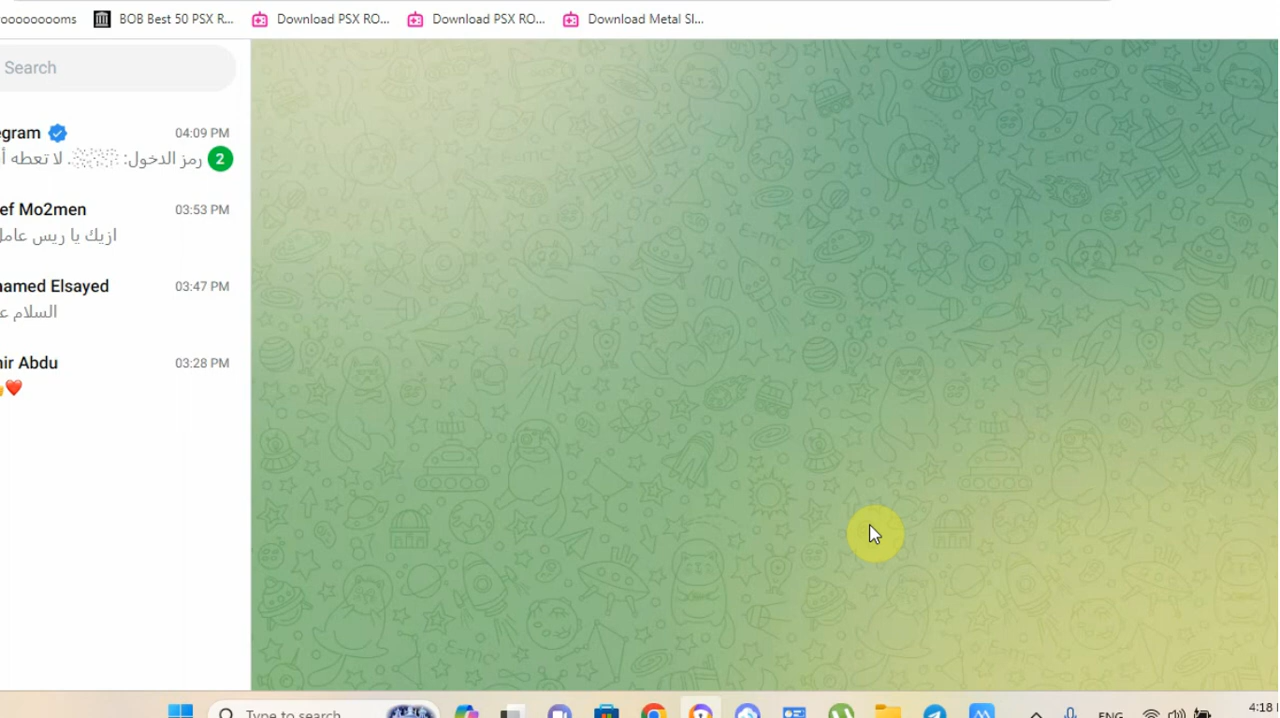 oooooooooms BOB Best 50 PSX R... Download PSX RO... Download PSX RO... Download Metal Sl...
Search
egram 04:09 PM
رمز الدخول: . لا تعطه أ 2
ef Mo2men 03:53 PM
ازيك يا ريس عامل
named Elsayed 03:47 PM
السلام ع
ir Abdu 03:28 PM
Type to search ENG 4:18